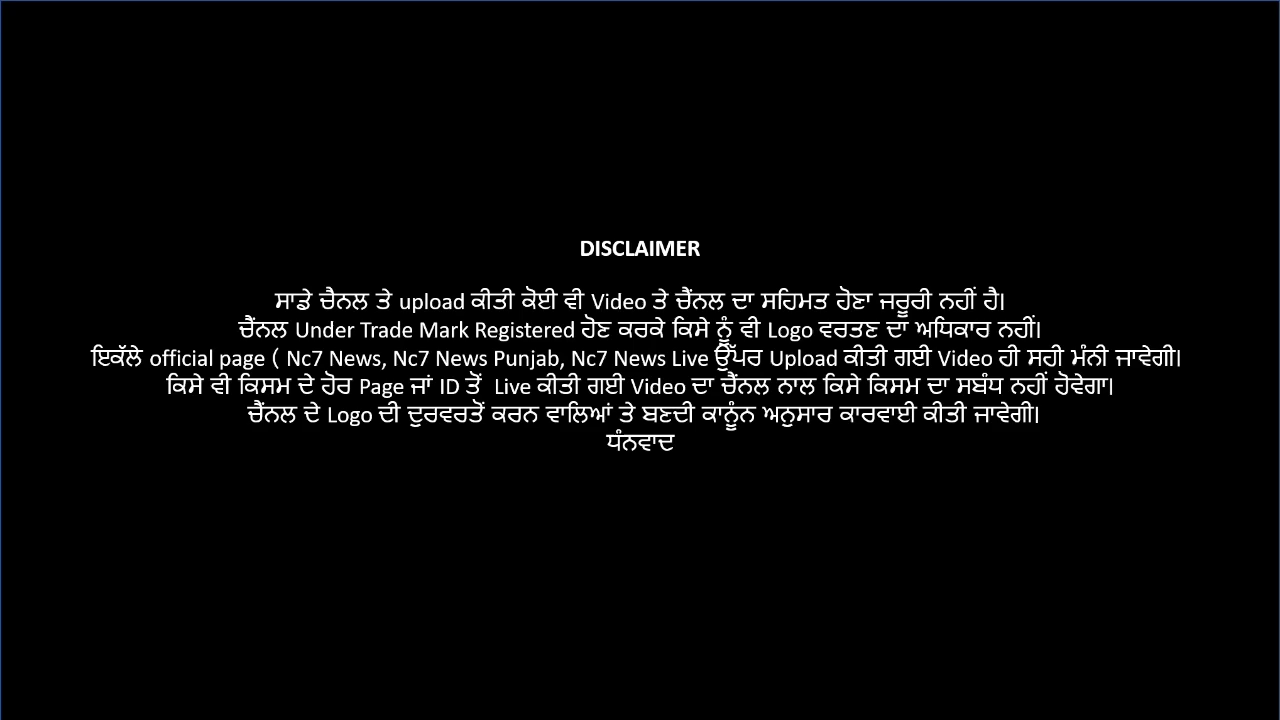 DISCLAIMER
ਸਾਡੇ ਚੈਨਲ ਤੇ upload ਕੀਤੀ ਕੋਈ ਵੀ Video ਤੇ ਚੈਂਨਲ ਦਾ ਸਹਿਮਤ ਹੋਣਾ ਜਰੂਰੀ ਨਹੀਂ ਹੈ।
ਚੈਂਨਲ Under Trade Mark Registered ਹੋਣ ਕਰਕੇ ਕਿਸੇ ਨੂੰ ਵੀ Logo ਵਰਤਣ ਦਾ ਅਧਿਕਾਰ ਨਹੀਂ।
ਇਕੱਲੇ official page ( Nc7 News, Nc7 News Punjab, Nc7 News Live ਉੱਪਰ Upload ਕੀਤੀ ਗਈ Video ਹੀ ਸਹੀ ਮੰਨੀ ਜਾਵੇਗੀ।
ਕਿਸੇ ਵੀ ਕਿਸਮ ਦੇ ਹੋਰ Page ਜਾਂ ID ਤੋਂ Live ਕੀਤੀ ਗਈ Video ਦਾ ਚੈਂਨਲ ਨਾਲ ਕਿਸੇ ਕਿਸਮ ਦਾ ਸਬੰਧ ਨਹੀਂ ਹੋਵੇਗਾ।
ਚੈਂਨਲ ਦੇ Logo ਦੀ ਦੁਰਵਰਤੋਂ ਕਰਨ ਵਾਲਿਆਂ ਤੇ ਬਣਦੀ ਕਾਨੂੰਨ ਅਨੁਸਾਰ ਕਾਰਵਾਈ ਕੀਤੀ ਜਾਵੇਗੀ।
ਧੰਨਵਾਦ